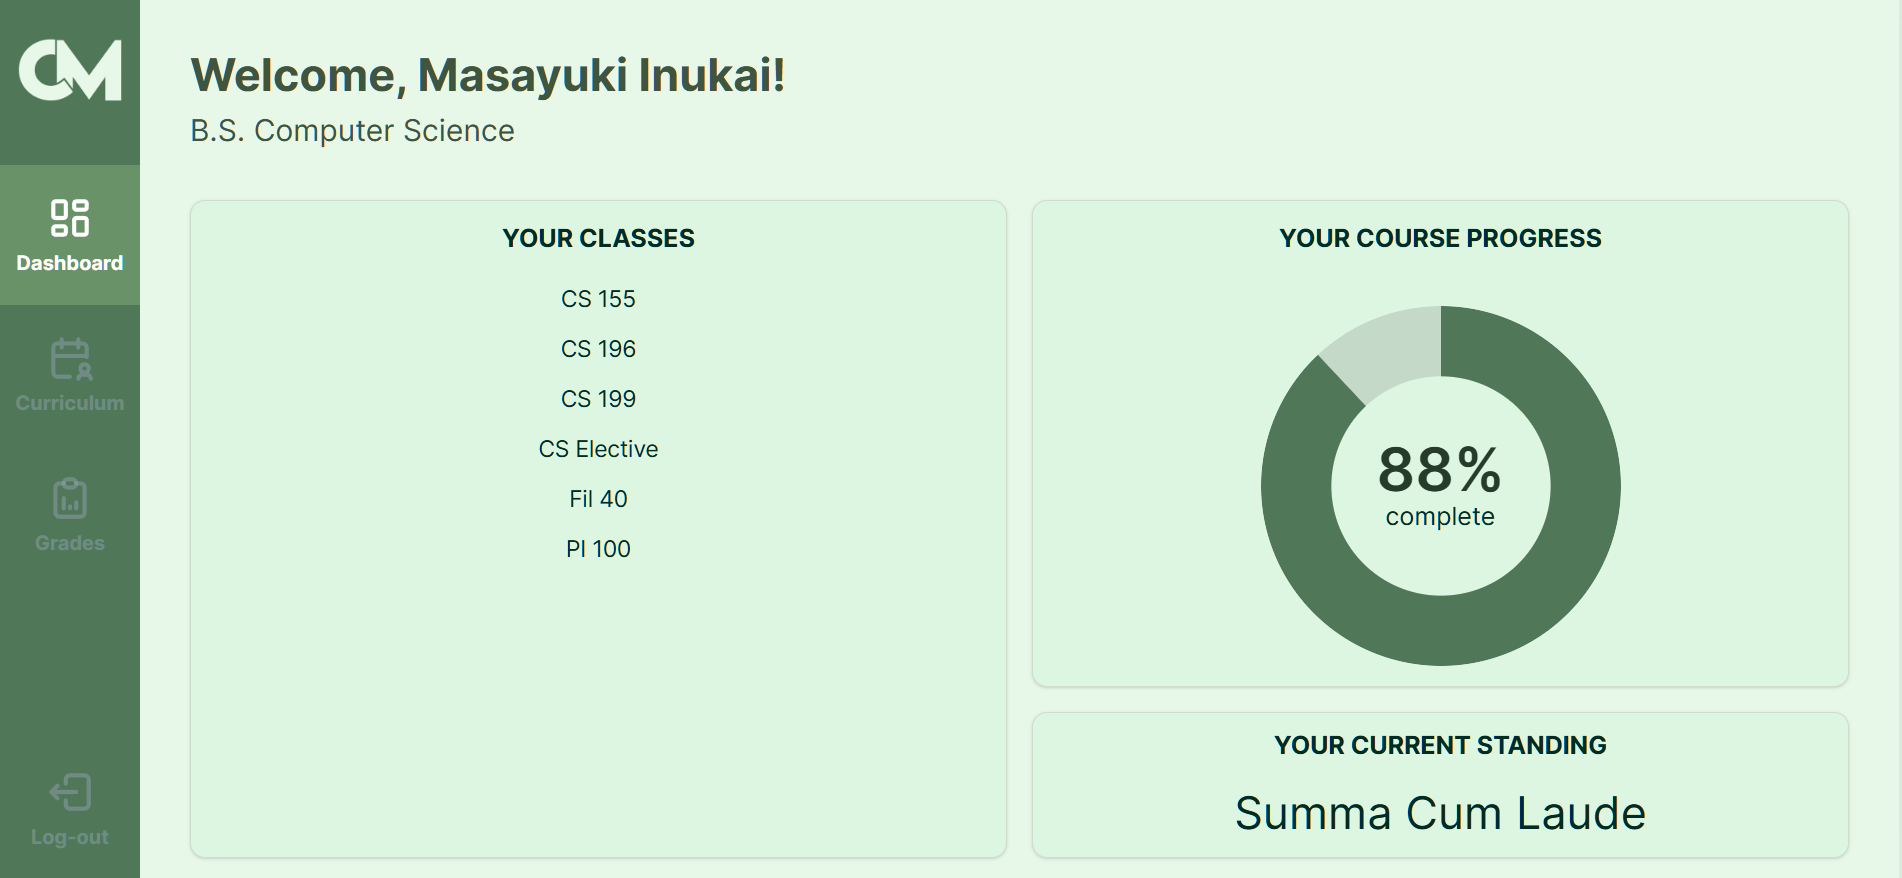 CM
Dashboard
Curriculum
Grades
Log-out
Welcome, Masayuki Inukai!
B.S. Computer Science
YOUR CLASSES
CS 155
CS 196
CS 199
CS Elective
Fil 40
PI 100
YOUR COURSE PROGRESS
88%
complete
YOUR CURRENT STANDING
Summa Cum Laude